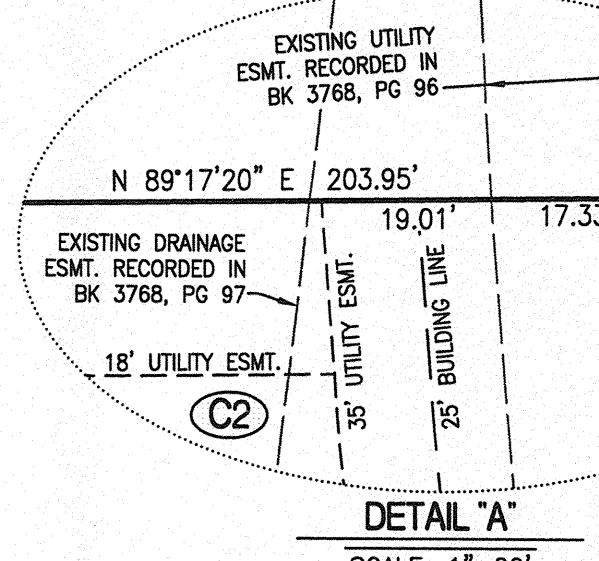 EXISTING UTILITY
ESMT. RECORDED IN
BK 3768, PG 96
N 89°17'20" E 203.95'
19.01'
EXISTING DRAINAGE
ESMT. RECORDED IN
BK 3768, PG 97
18' UTILITY ESMT.
35' UTILITY ESMT.
25' BUILDING LINE
C2
DETAIL "A"